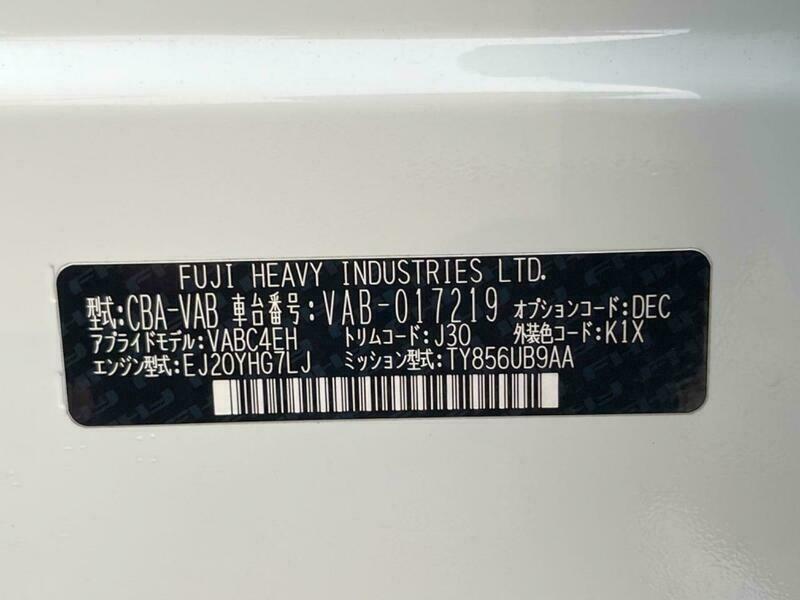 FUJI HEAVY INDUSTRIES LTD.
型式:CBA-VAB 車台番号:VAB-017219 オプションコード:DEC
アプライドモデル:VABC4EH トリムコード:J30 外装色コード:K1X
エンジン型式:EJ20YHG7LJ ミッション型式:TY856UB9AA